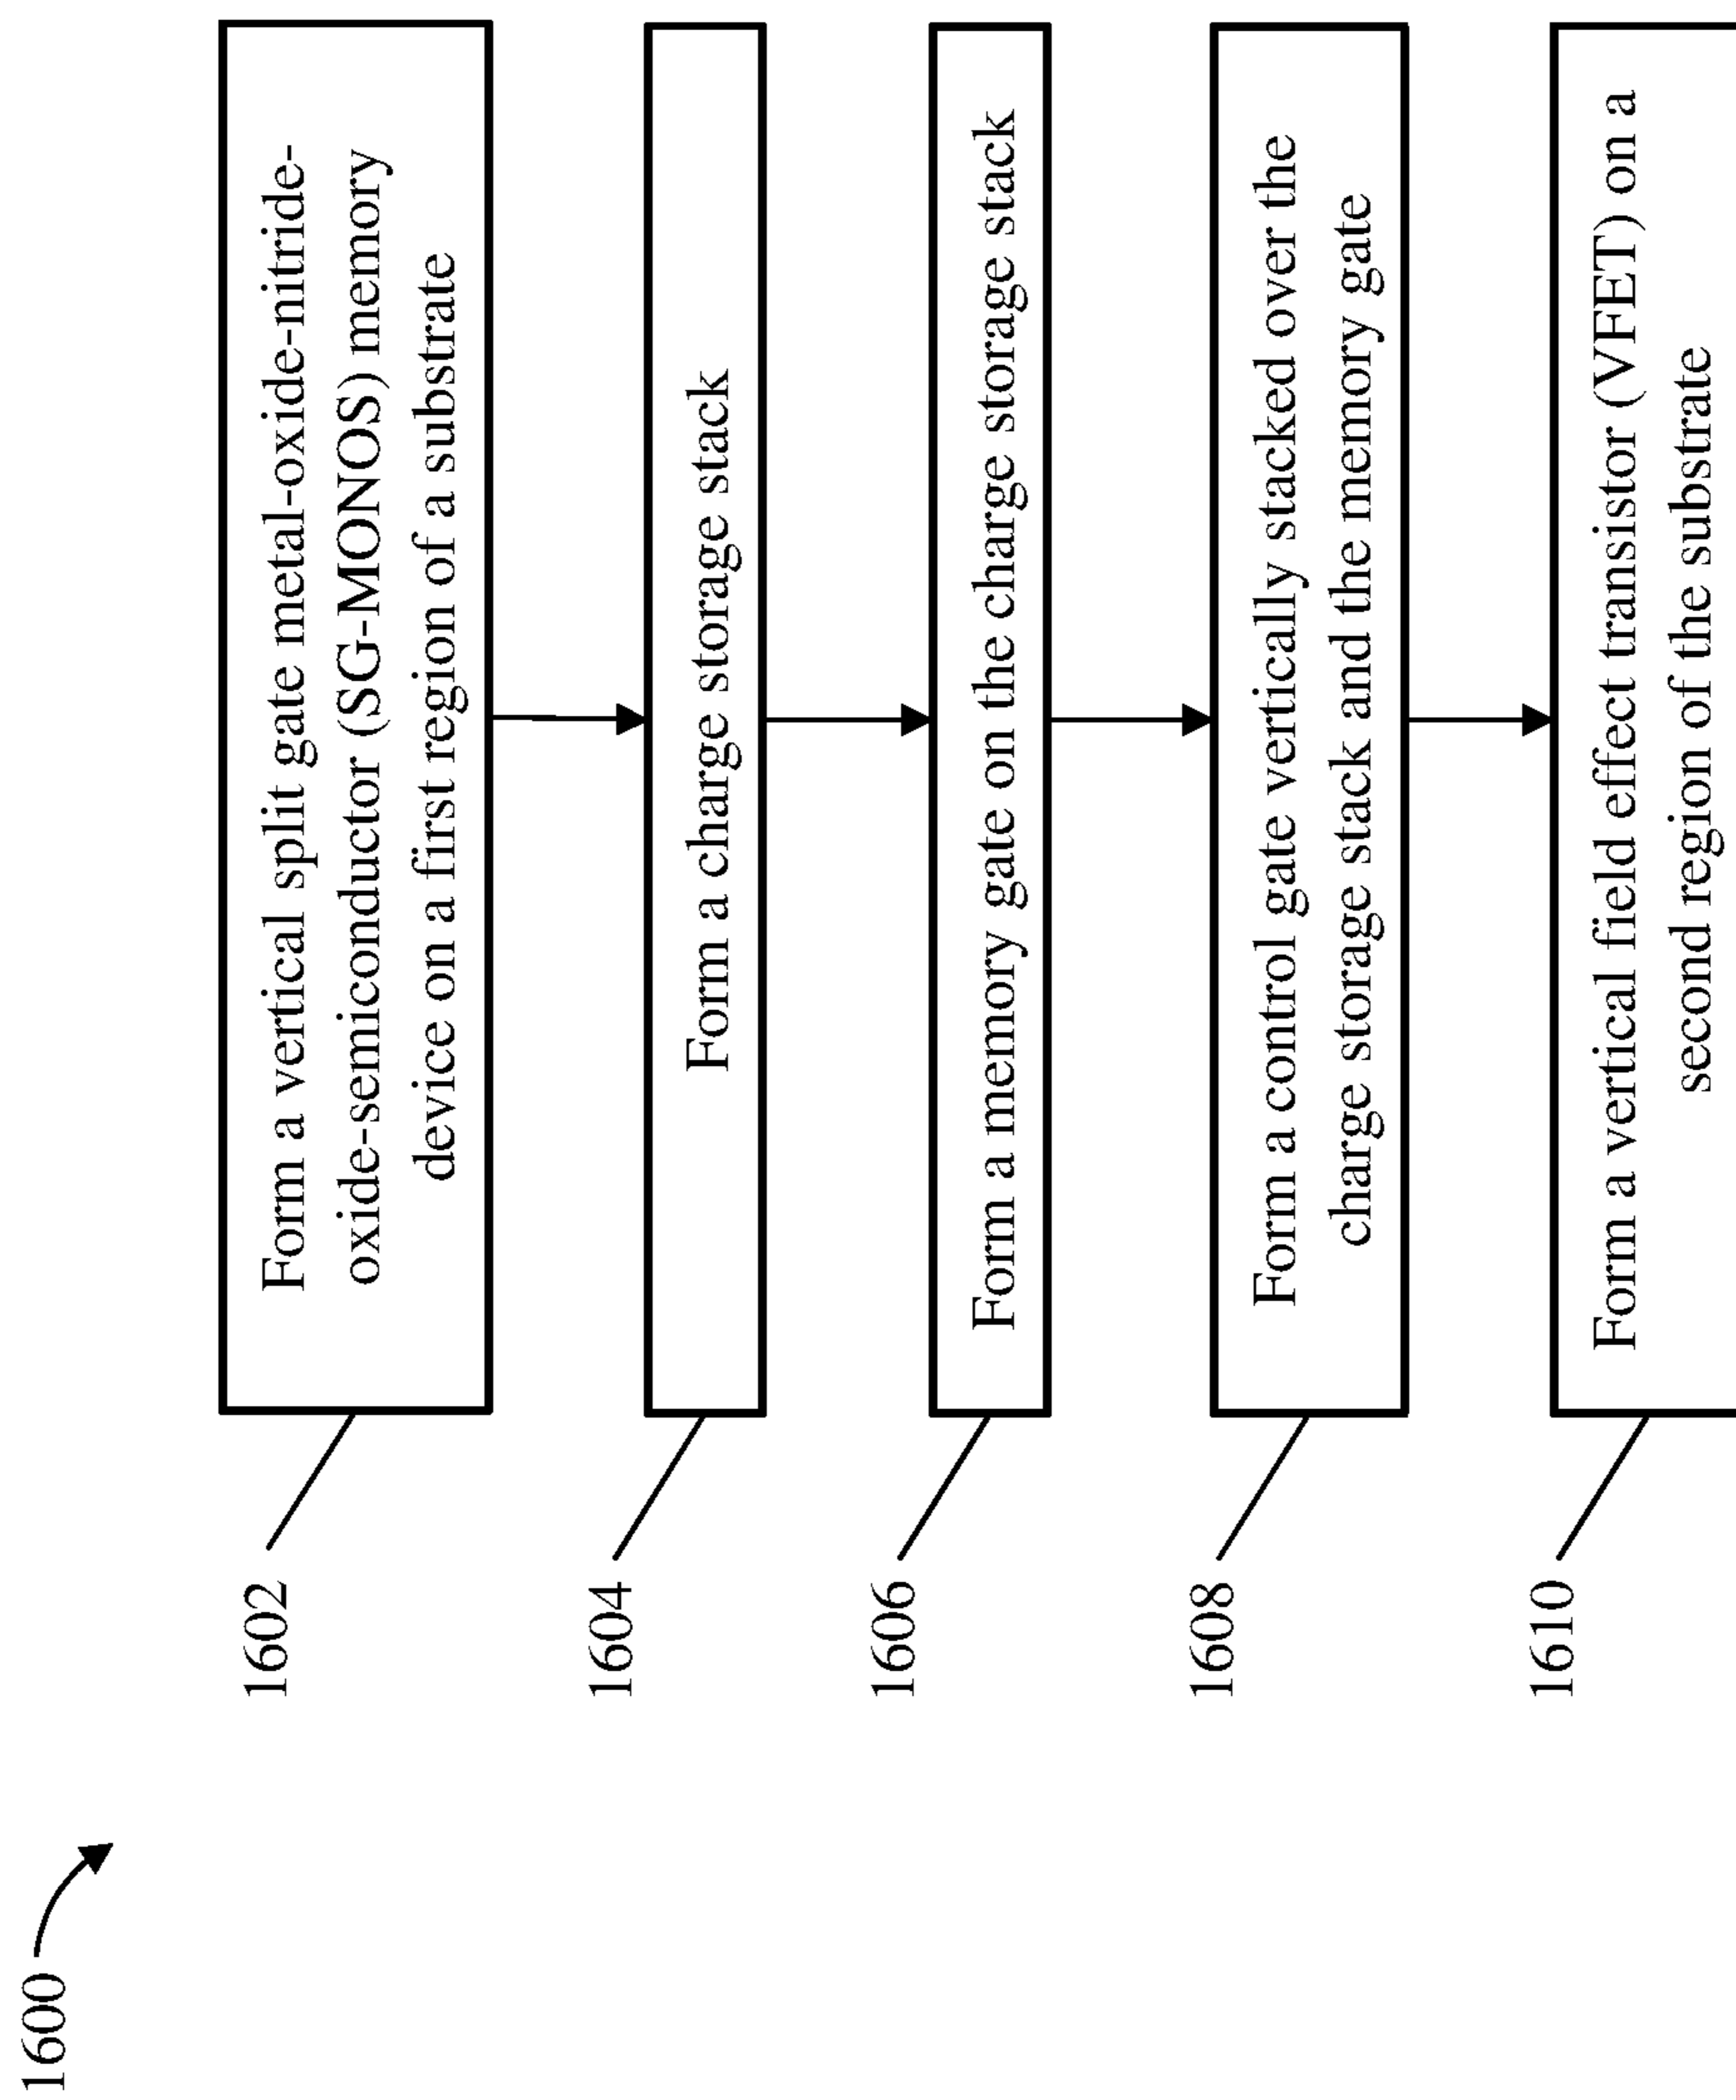 1600
1602
Form a vertical split gate metal-oxide-nitride-
oxide-semiconductor (SG-MONOS) memory
device on a first region of a substrate
1604
Form a charge storage stack
1606
Form a memory gate on the charge storage stack
1608
Form a control gate vertically stacked over the
charge storage stack and the memory gate
1610
Form a vertical field effect transistor (VFET) on a
second region of the substrate